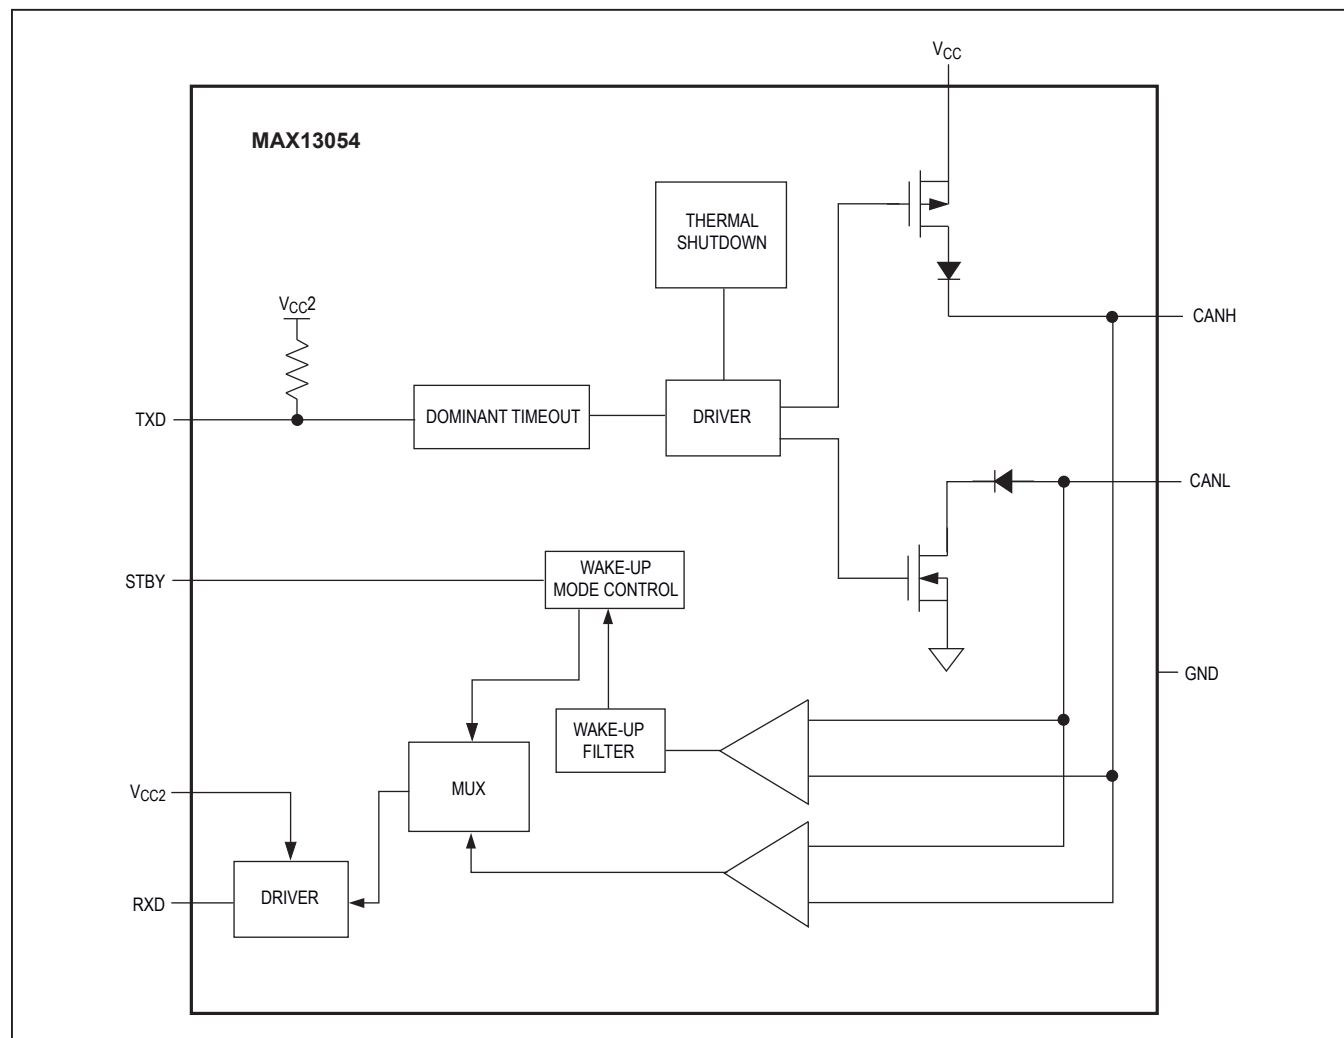 VCC
MAX13054
THERMAL
SHUTDOWN
VCC2
CANH
TXD
DOMINANT TIMEOUT
DRIVER
CANL
STBY
WAKE-UP
MODE CONTROL
GND
WAKE-UP
FILTER
MUX
VCC2
DRIVER
RXD